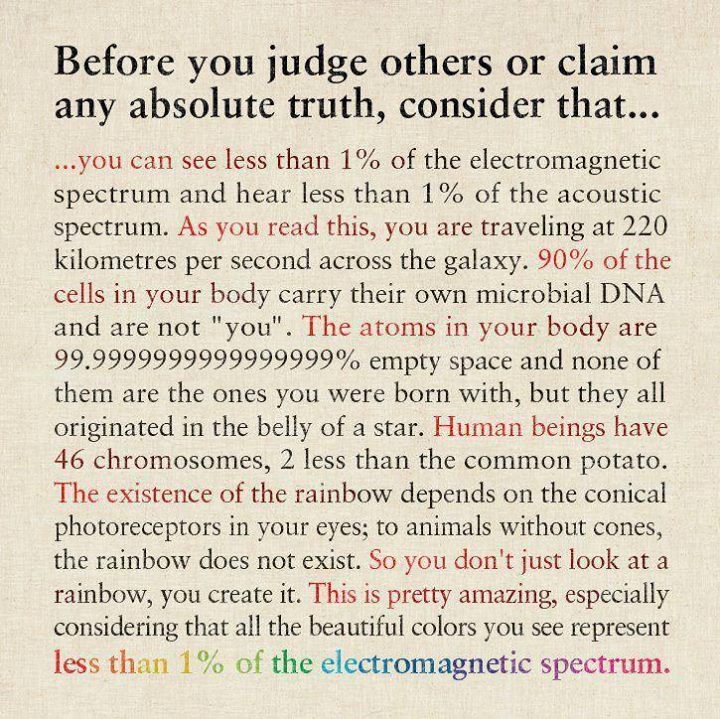 Before you judge others or claim
any absolute truth, consider that...
...you can see less than 1% of the electromagnetic
spectrum and hear less than 1% of the acoustic
spectrum. As you read this, you are traveling at 220
kilometres per second across the galaxy. 90% of the
cells in your body carry their own microbial DNA
and are not "you". The atoms in your body are
99.9999999999999999% empty space and none of
them are the ones you were born with, but they all
originated in the belly of a star. Human beings have
46 chromosomes, 2 less than the common potato.
The existence of the rainbow depends on the conical
photoreceptors in your eyes; to animals without cones,
the rainbow does not exist. So you don't just look at a
rainbow, you create it. This is pretty amazing, especially
considering that all the beautiful colors you see represent
less than 1% of the electromagnetic spectrum.